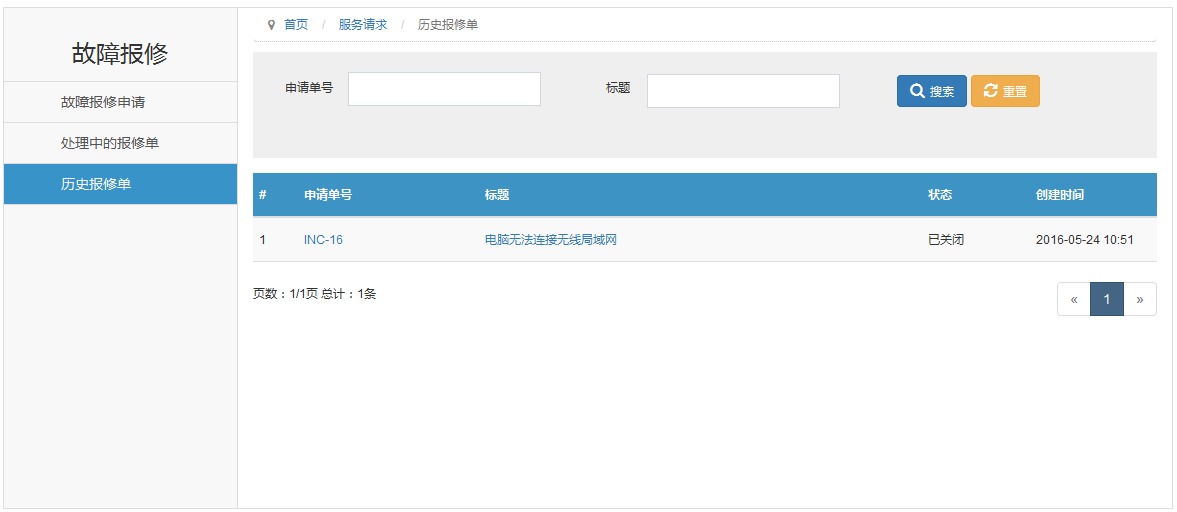 故障报修
故障报修申请
处理中的报修单
历史报修单
首页 / 服务请求 / 历史报修单
申请单号 标题 搜索 重置
# 申请单号 标题 状态 创建时间
1 INC-16 电脑无法连接无线局域网 已关闭 2016-05-24 10:51
页数：1/1页 总计：1条 « 1 »